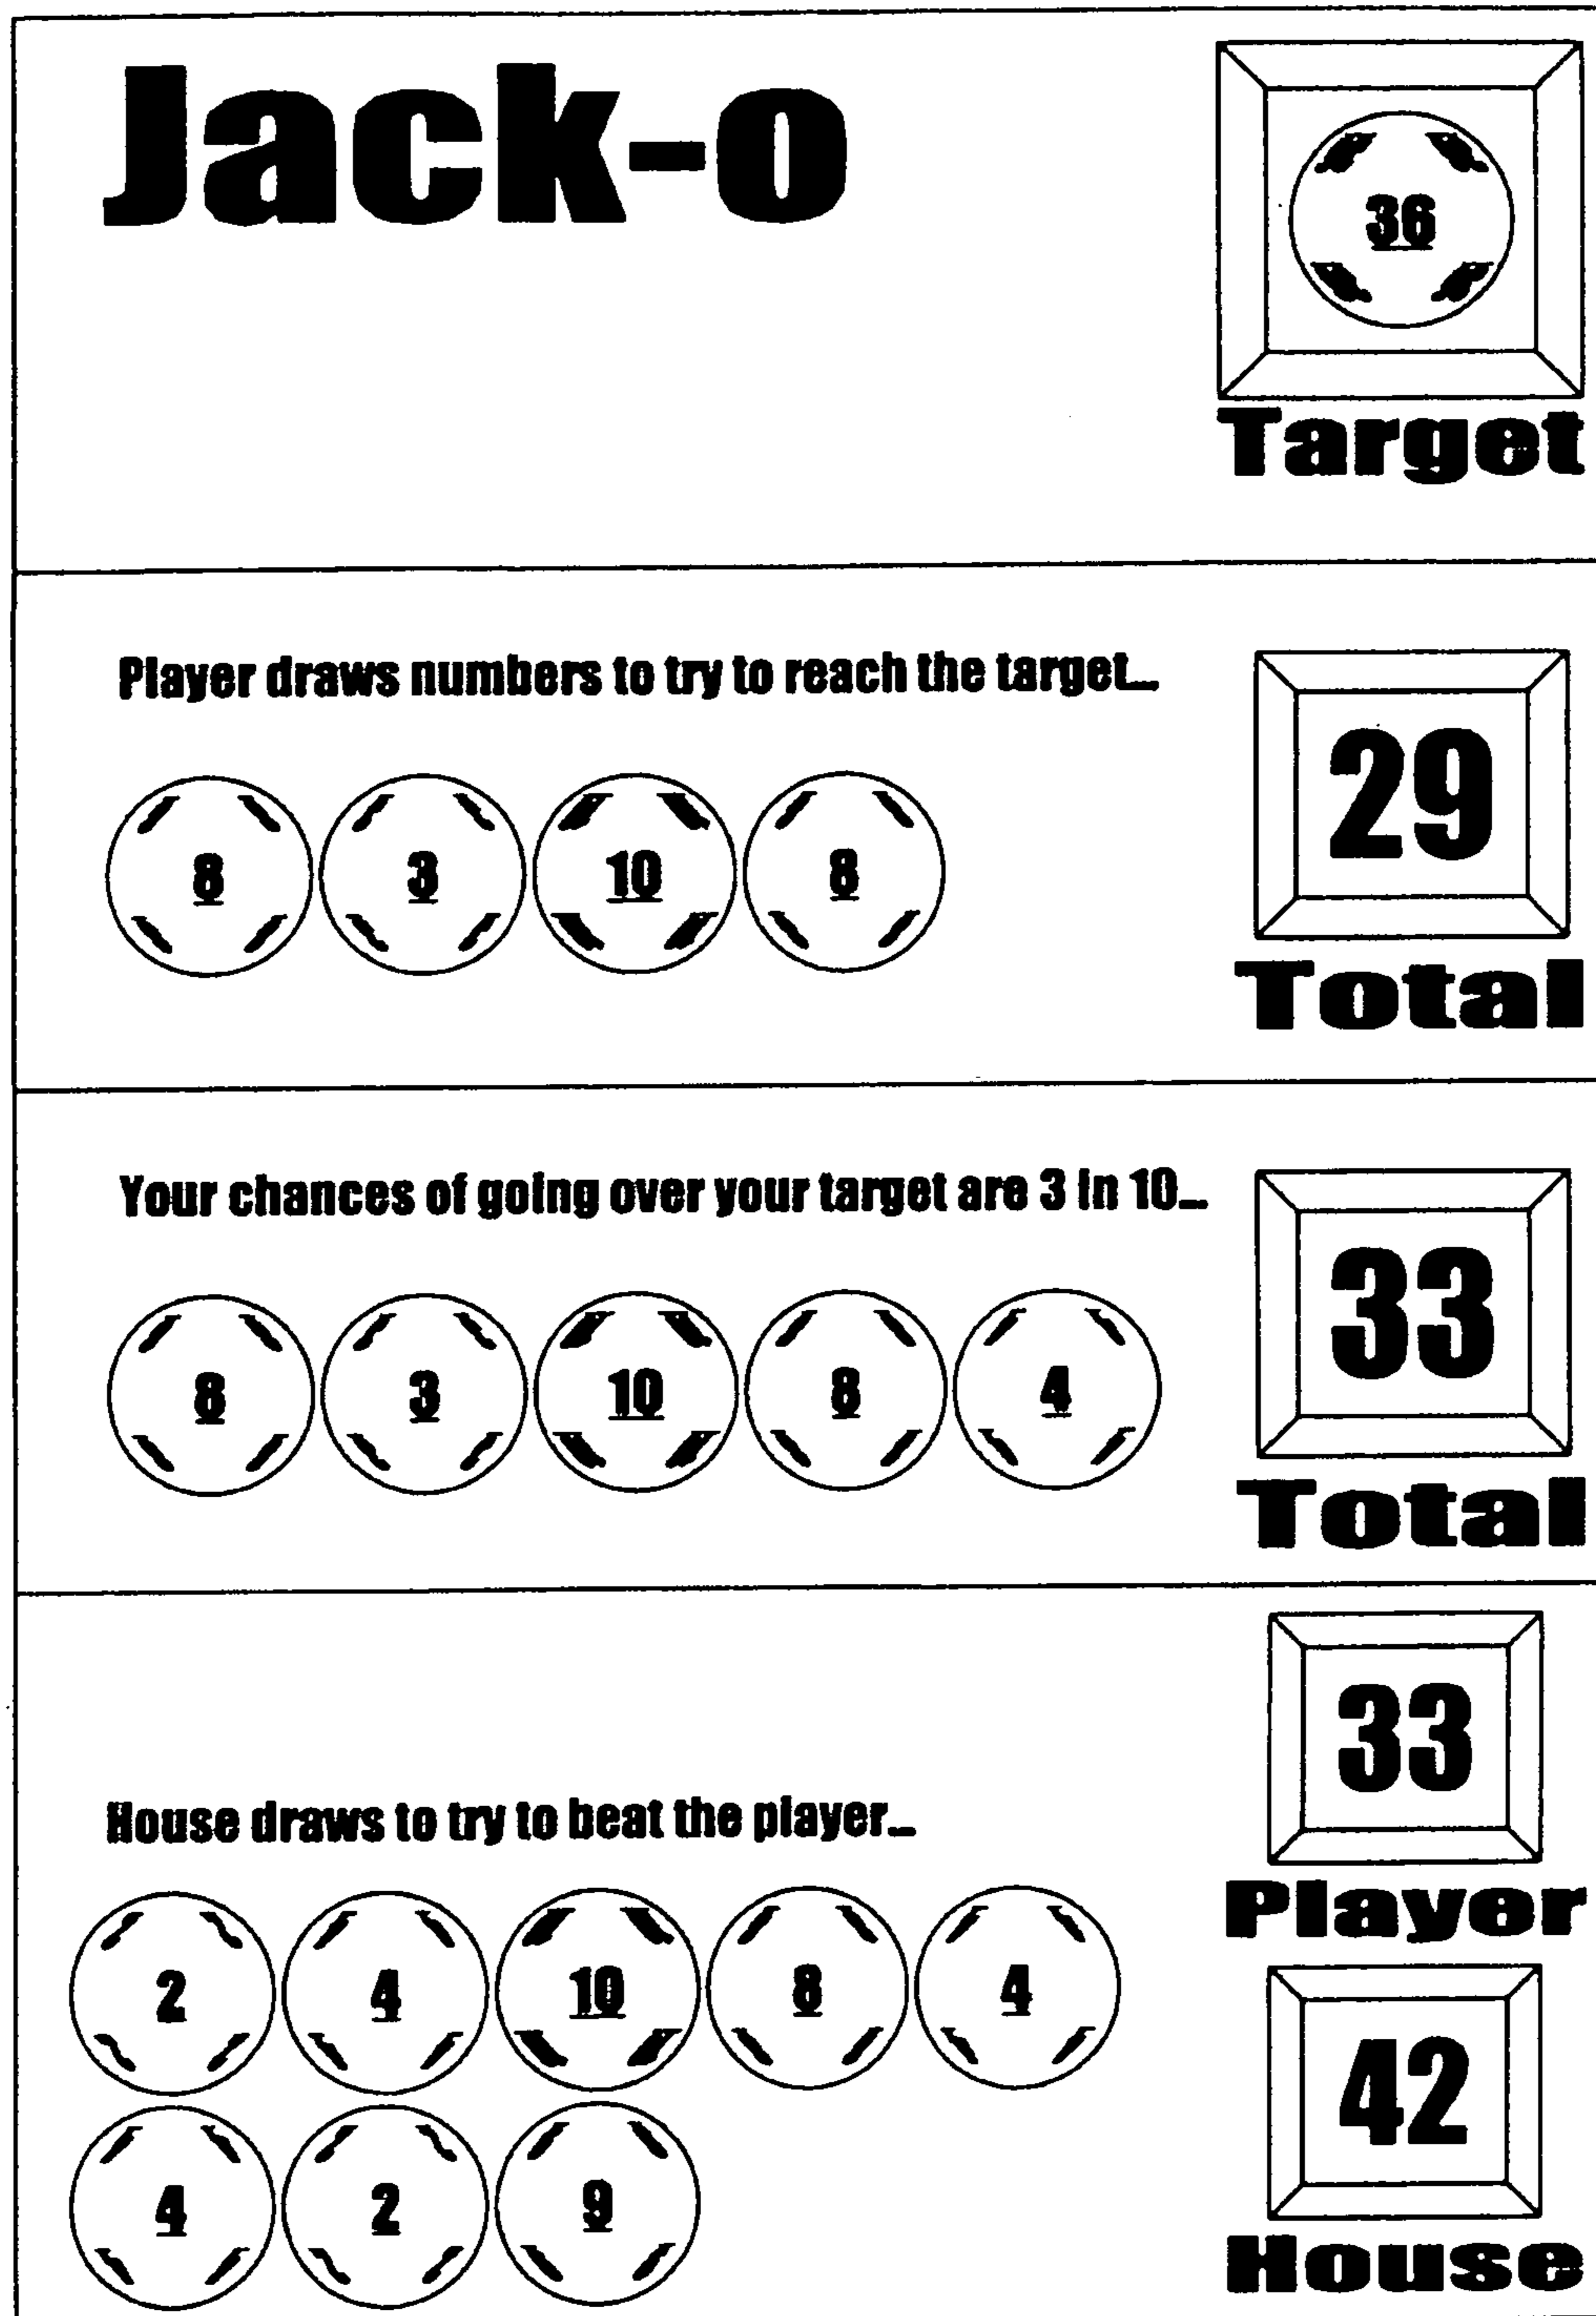 Jack-o
36
Target
Player draws numbers to try to reach the target...
29
8 3 10 8
Total
Your chances of going over your target are 3 in 10...
33
8 3 10 8 4
Total
33
House draws to try to beat the player...
Player
2 4 10 8 4
42
4 2 9
House